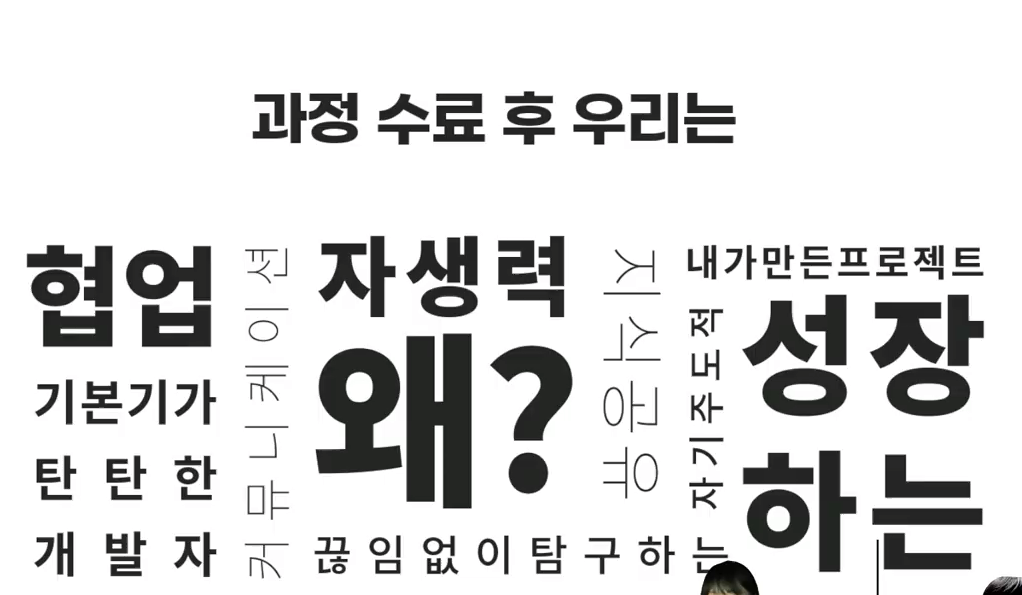 과정 수료 후 우리는
협업
기본기가
탄 탄 한
개 발 자
커뮤니케이션
자생력
왜?
끊임없이탐구하는
지식공유
내가만든프로젝트
자기주도적
성장
하는